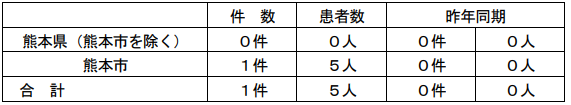 件　数　患者数　昨年同期
熊本県（熊本市を除く）　０件　０人　０件　０人
熊本市　１件　５人　０件　０人
合　計　１件　５人　０件　０人